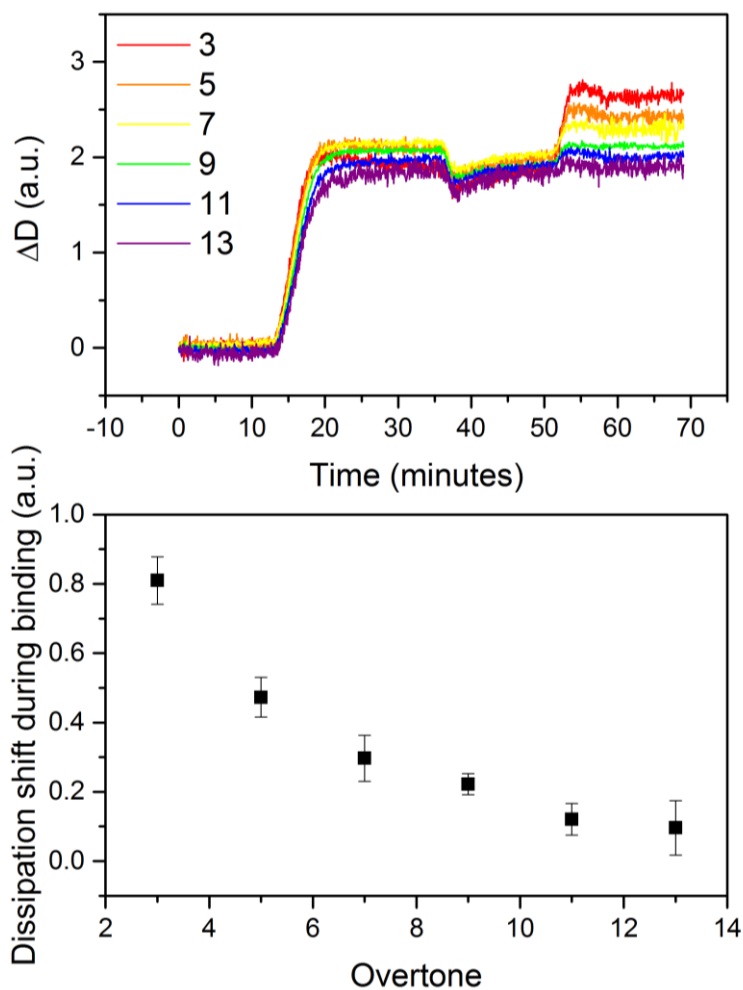 ΔD (a.u.)
3
2
1
0
3
5
7
9
11
13
-10 0 10 20 30 40 50 60 70
Time (minutes)
Dissipation shift during binding (a.u.)
1.0
0.8
0.6
0.4
0.2
0.0
2 4 6 8 10 12 14
Overtone